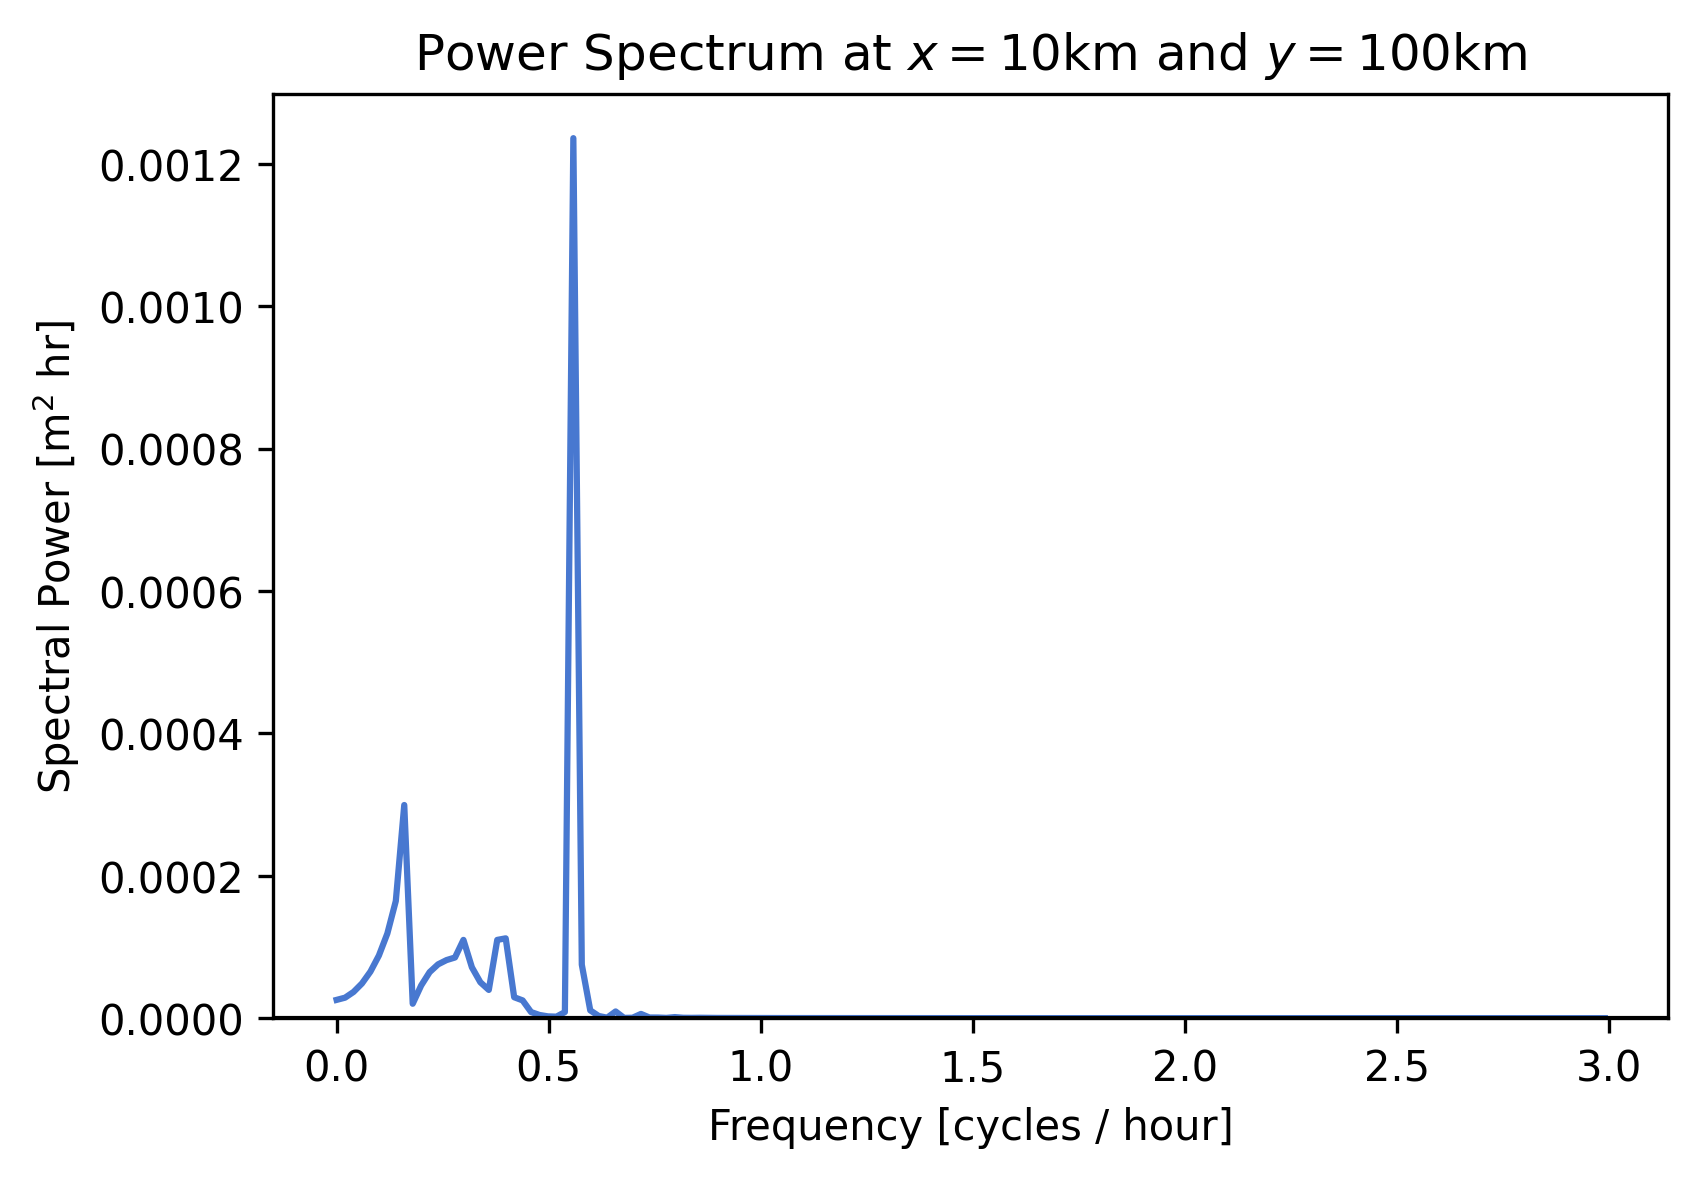 Power Spectrum at x = 10km and y = 100km
Spectral Power [m² hr]
0.0012
0.0010
0.0008
0.0006
0.0004
0.0002
0.0000
0.0 0.5 1.0 1.5 2.0 2.5 3.0
Frequency [cycles / hour]